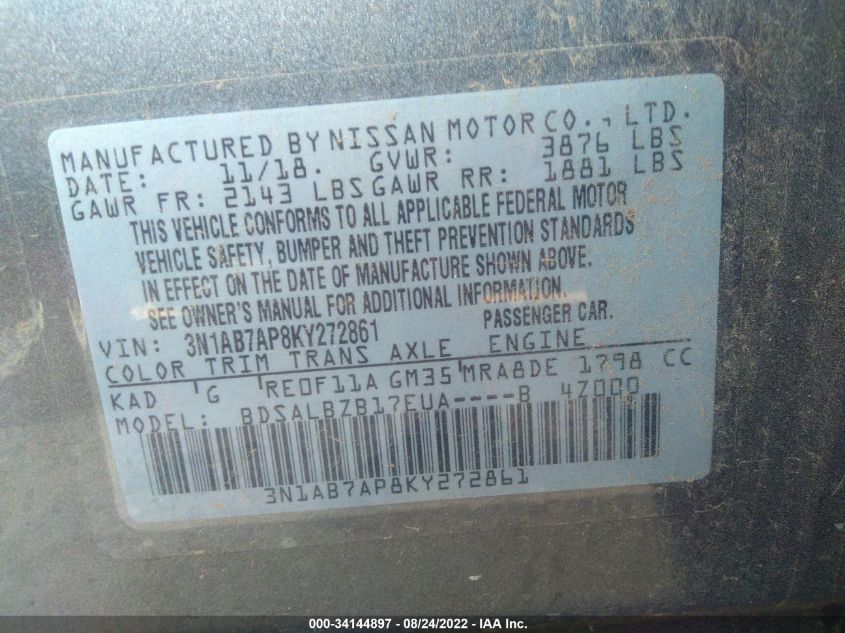 MANUFACTURED BY NISSAN MOTOR CO., LTD.
DATE: 11/18. GVWR: 3876 LBS
GAWR FR: 2143 LBS GAWR RR: 1881 LBS
THIS VEHICLE CONFORMS TO ALL APPLICABLE FEDERAL MOTOR
VEHICLE SAFETY, BUMPER AND THEFT PREVENTION STANDARDS
IN EFFECT ON THE DATE OF MANUFACTURE SHOWN ABOVE.
SEE OWNER'S MANUAL FOR ADDITIONAL INFORMATION.
VIN: 3N1AB7AP8KY272861 PASSENGER CAR.
COLOR TRIM TRANS AXLE ENGINE
KAD G RE0F11A GM35 MRA8DE 1798 CC
MODEL: BDSALBZB17EUA----B 4Z000
3N1AB7AP8KY272861
000-34144897 - 08/24/2022 - IAA Inc.